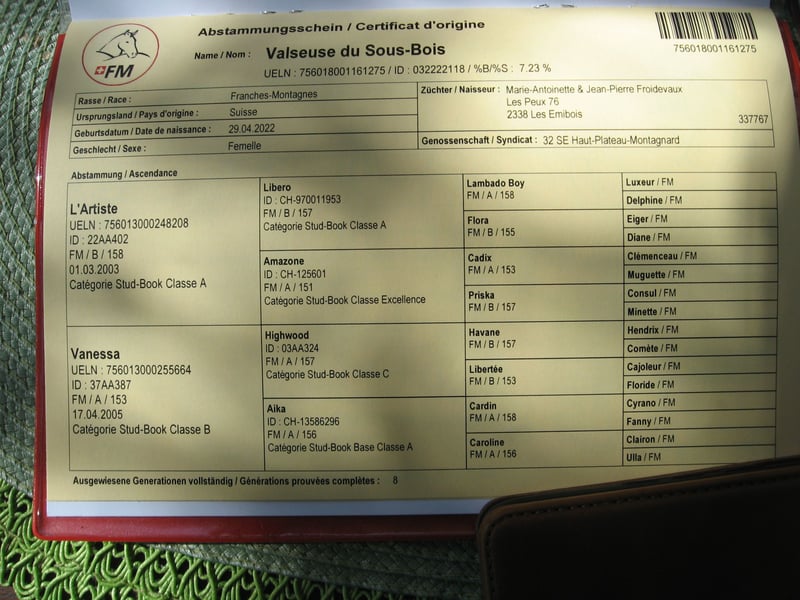 FM
Abstammungsschein / Certificat d'origine
Name / Nom : Valseuse du Sous-Bois
UELN : 756018001161275 / ID : 032222118 / %B/%S : 7.23 %
756018001161275
Rasse / Race : Franches-Montagnes
Ursprungsland / Pays d'origine : Suisse
Geburtsdatum / Date de naissance : 29.04.2022
Geschlecht / Sexe : Femelle
Züchter / Naisseur : Marie-Antoinette & Jean-Pierre Froidevaux
Les Peux 76
2338 Les Emibois
337767
Genossenschaft / Syndicat : 32 SE Haut-Plateau-Montagnard
Abstammung / Ascendance
L'Artiste
UELN : 756013000248208
ID : 22AA402
FM / B / 158
01.03.2003
Catégorie Stud-Book Classe A
Vanessa
UELN : 756013000255664
ID : 37AA387
FM / A / 153
17.04.2005
Catégorie Stud-Book Classe B
Libero
ID : CH-970011953
FM / B / 157
Catégorie Stud-Book Classe A
Amazone
ID : CH-125601
FM / A / 151
Catégorie Stud-Book Classe Excellence
Highwood
ID : 03AA324
FM / A / 157
Catégorie Stud-Book Classe C
Aika
ID : CH-13586296
FM / A / 156
Catégorie Stud-Book Base Classe A
Lambado Boy
FM / A / 158
Flora
FM / B / 155
Cadix
FM / A / 153
Priska
FM / B / 157
Havane
FM / B / 157
Libertée
FM / B / 153
Cardin
FM / A / 158
Caroline
FM / A / 156
Luxeur / FM
Delphine / FM
Eiger / FM
Diane / FM
Clémenceau / FM
Muguette / FM
Consul / FM
Minette / FM
Hendrix / FM
Comète / FM
Cajoleur / FM
Floride / FM
Cyrano / FM
Fanny / FM
Clairon / FM
Ulla / FM
Ausgewiesene Generationen vollständig / Générations prouvées complètes : 8